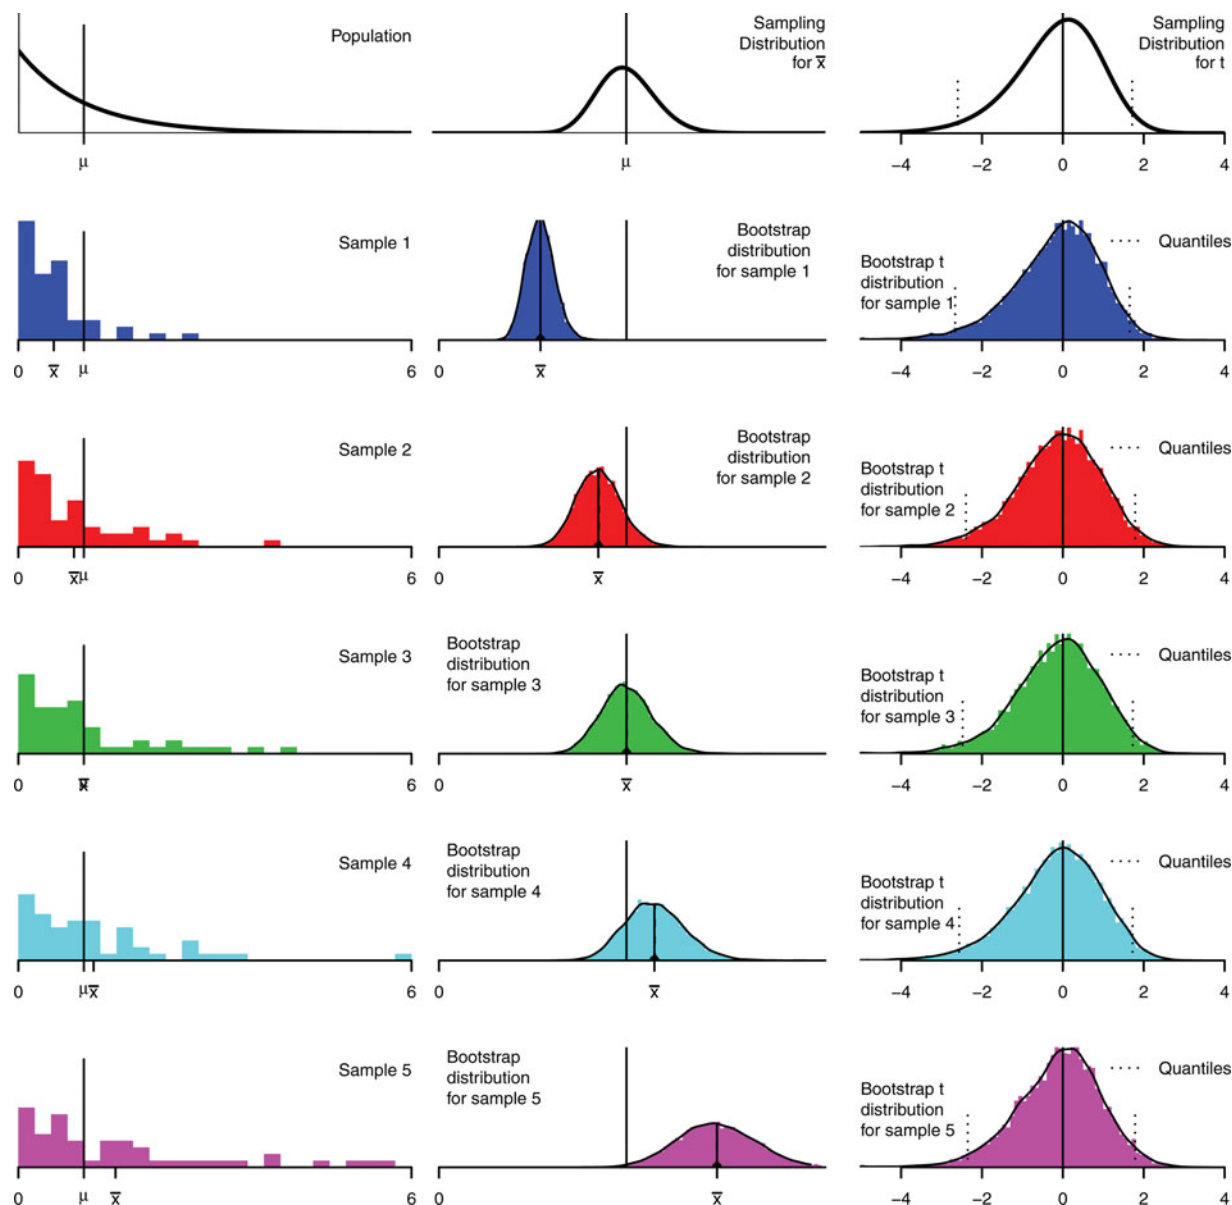 Population
μ
Sampling
Distribution
for x̄
μ
Sampling
Distribution
for t
−4 −2 0 2 4
Sample 1
0 x̄ μ 6
Bootstrap
distribution
for sample 1
0 x̄
Quantiles
Bootstrap t
distribution
for sample 1
−4 −2 0 2 4
Sample 2
0 x̄ μ 6
Bootstrap
distribution
for sample 2
0 x̄
Quantiles
Bootstrap t
distribution
for sample 2
−4 −2 0 2 4
Sample 3
0 6
Bootstrap
distribution
for sample 3
0 x̄
Quantiles
Bootstrap t
distribution
for sample 3
−4 −2 0 2 4
Sample 4
0 μ x̄ 6
Bootstrap
distribution
for sample 4
0 x̄
Quantiles
Bootstrap t
distribution
for sample 4
−4 −2 0 2 4
Sample 5
0 μ x̄ 6
Bootstrap
distribution
for sample 5
0 x̄
Quantiles
Bootstrap t
distribution
for sample 5
−4 −2 0 2 4